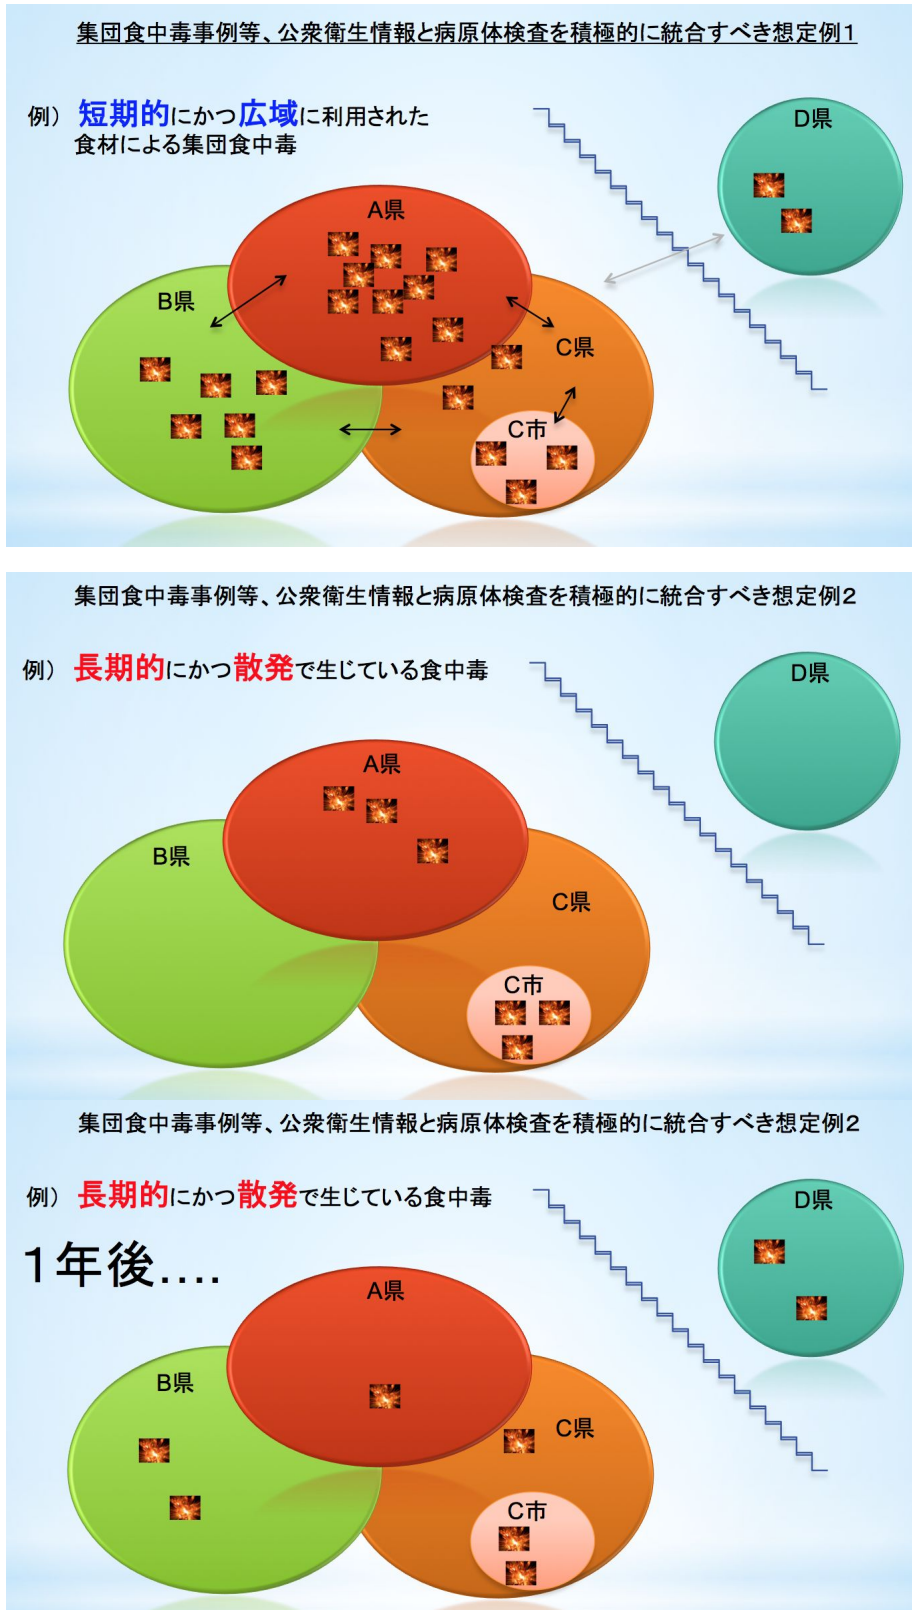 集団食中毒事例等、公衆衛生情報と病原体検査を積極的に統合すべき想定例1
例） 短期的にかつ広域に利用された
食材による集団食中毒
D県
A県
B県
C県
C市
集団食中毒事例等、公衆衛生情報と病原体検査を積極的に統合すべき想定例2
例） 長期的にかつ散発で生じている食中毒
D県
A県
B県
C県
C市
集団食中毒事例等、公衆衛生情報と病原体検査を積極的に統合すべき想定例2
例） 長期的にかつ散発で生じている食中毒
D県
1年後....
A県
B県
C県
C市